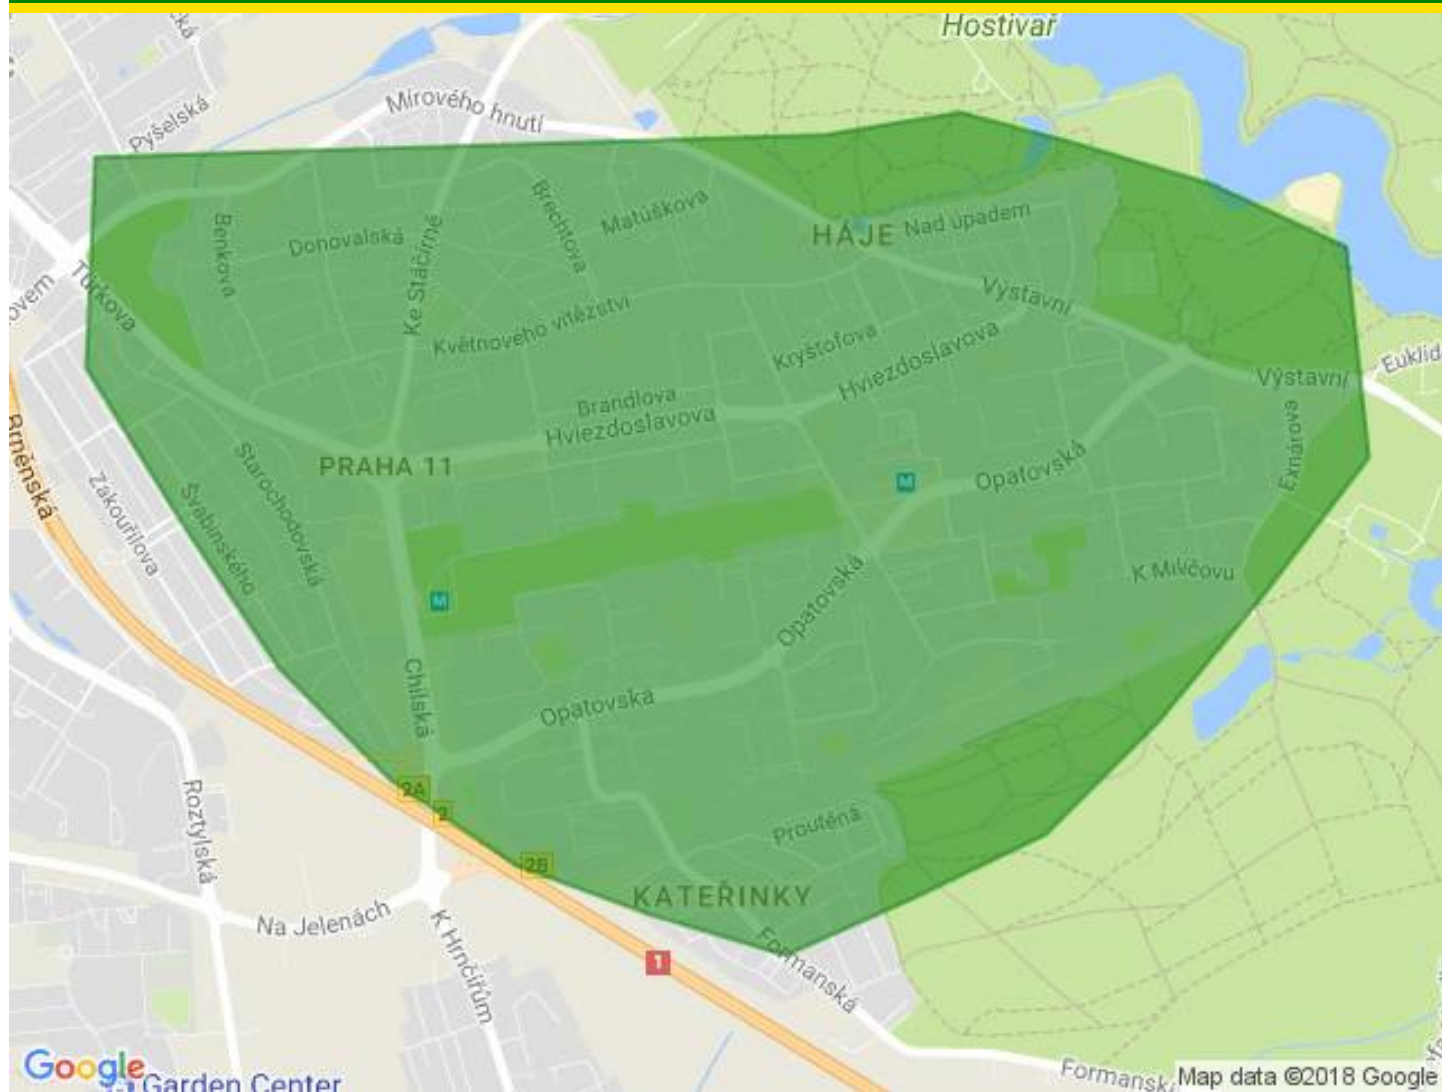 Hostivař
Mírového hnutí
Pyšelská
Brechtova
Matúškova
Benkova
Donovalská
HÁJE
Nad úpadem
Ke Stáčírně
Türkova
Výstavní
Květnového vítězství
Kryštofova
Hviezdoslavova
Euklid
Výstavní
Brandlova
Hviezdoslavova
Brněnská
PRAHA 11
Starochodovská
Exnárova
Zakouřilova
Švabinského
M
Opatovská
K Milíčovu
M
Opatovská
Chilská
Opatovská
2A
2
Roztylská
Proutěná
2B
KATEŘINKY
Na Jelenách
K Hrnčířům
Formanská
1
Google
Garden Center
Formansk
Map data ©2018 Google